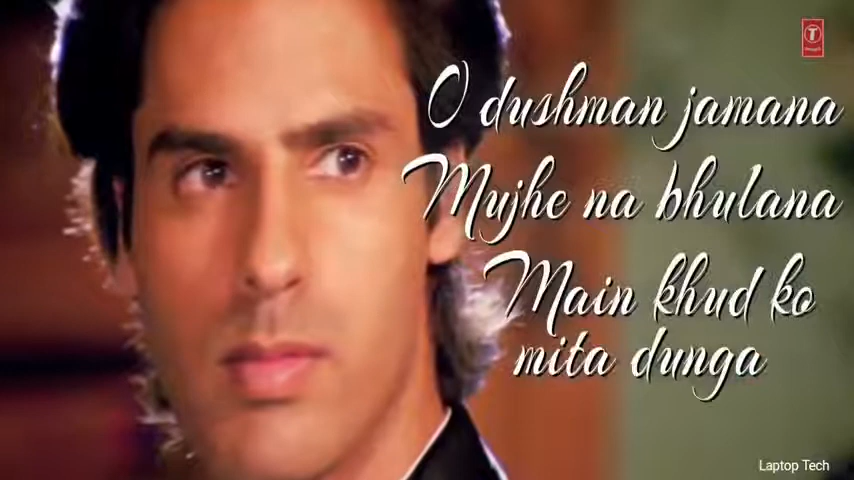 O dushman jamana
Mujhe na bhulana
Main khud ko
mita dunga
Laptop Tech